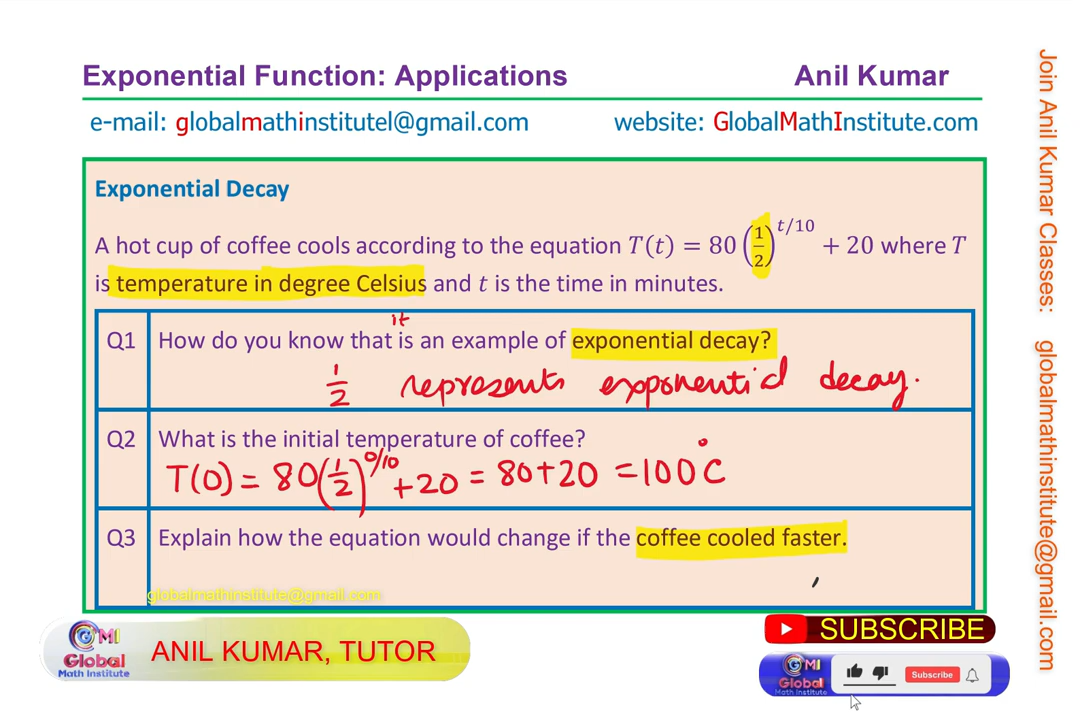 Exponential Function: Applications Anil Kumar
e-mail: globalmathinstitutel@gmail.com website: GlobalMathInstitute.com
Exponential Decay
A hot cup of coffee cools according to the equation T(t) = 80 (1/2)^{t/10} + 20 where T
is temperature in degree Celsius and t is the time in minutes.
it
Q1 How do you know that is an example of exponential decay?
1/2 represents exponential decay.
Q2 What is the initial temperature of coffee?
T(0) = 80(1/2)^{0/10} + 20 = 80+20 = 100°C
Q3 Explain how the equation would change if the coffee cooled faster.
globalmathinstitute@gmail.com
GMI
Global
Math Institute
ANIL KUMAR, TUTOR
SUBSCRIBE
GMI
Global
Math Institute
Subscribe
Join Anil Kumar Classes: globalmathinstitute@gmail.com